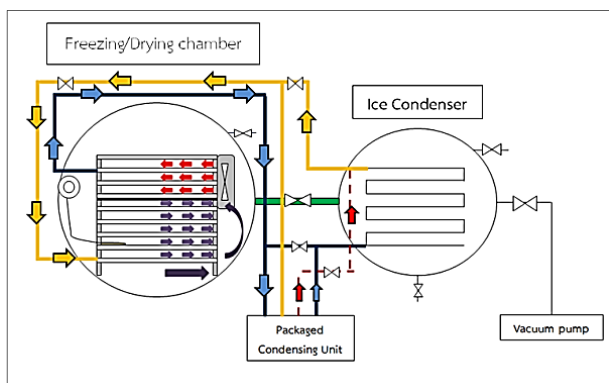 Freezing/Drying chamber
Ice Condenser
Packaged
Condensing Unit
Vacuum pump